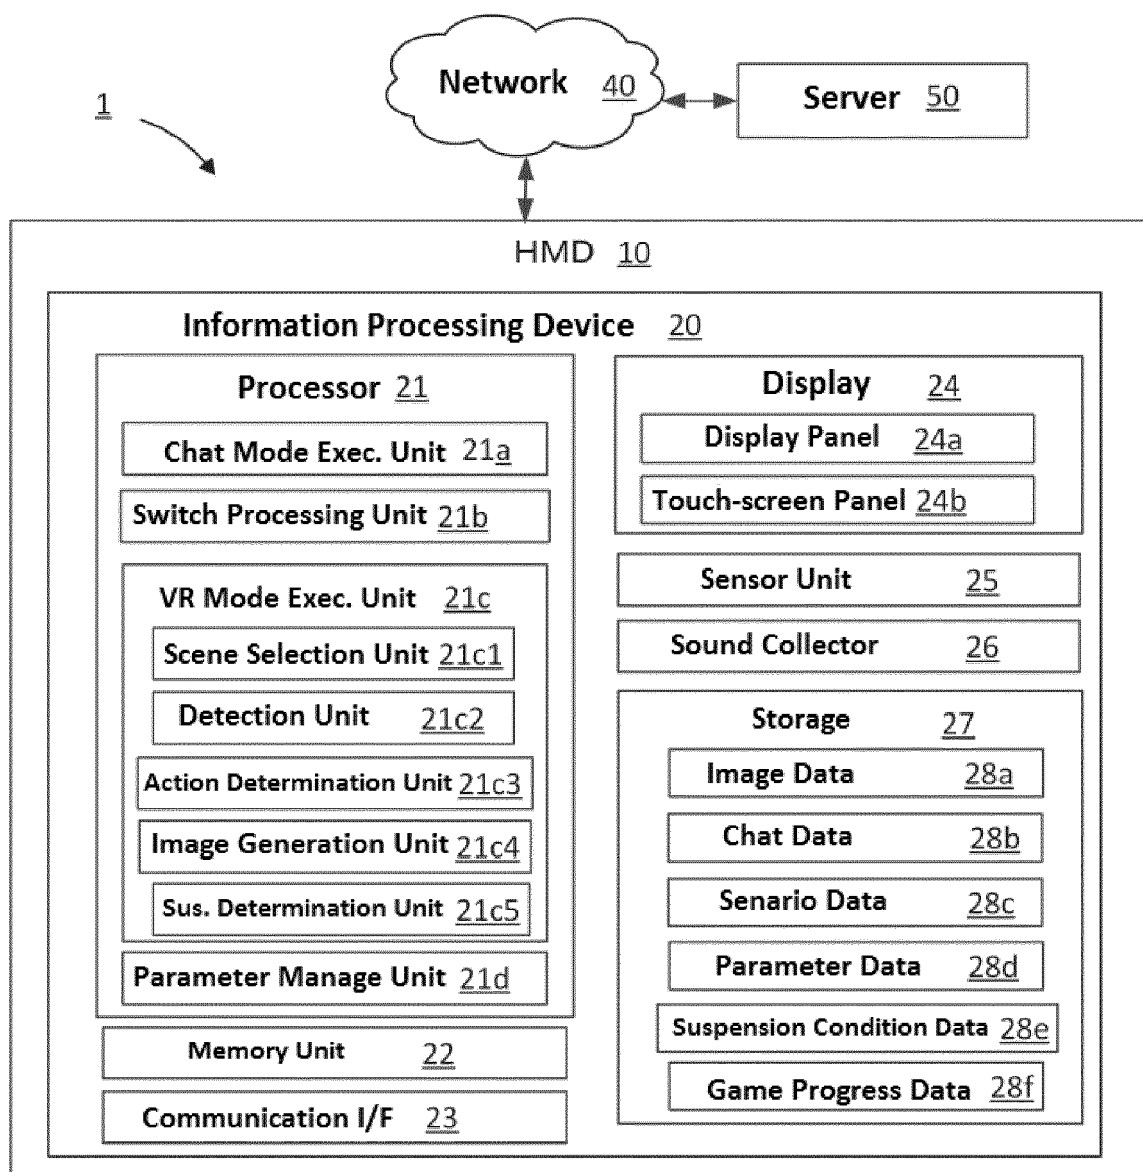 Network 40
Server 50
1
HMD 10
Information Processing Device 20
Processor 21
Chat Mode Exec. Unit 21a
Switch Processing Unit 21b
VR Mode Exec. Unit 21c
Scene Selection Unit 21c1
Detection Unit 21c2
Action Determination Unit 21c3
Image Generation Unit 21c4
Sus. Determination Unit 21c5
Parameter Manage Unit 21d
Memory Unit 22
Communication I/F 23
Display 24
Display Panel 24a
Touch-screen Panel 24b
Sensor Unit 25
Sound Collector 26
Storage 27
Image Data 28a
Chat Data 28b
Senario Data 28c
Parameter Data 28d
Suspension Condition Data 28e
Game Progress Data 28f